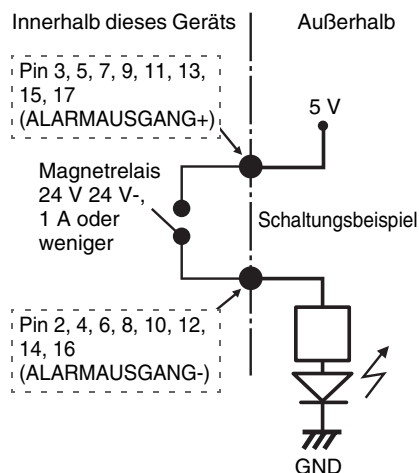 Innerhalb dieses Geräts
Außerhalb
Pin 3, 5, 7, 9, 11, 13,
15, 17
(ALARMAUSGANG+)
5 V
Magnetrelais
24 V 24 V-,
1 A oder
weniger
Schaltungsbeispiel
Pin 2, 4, 6, 8, 10, 12,
14, 16
(ALARMAUSGANG-)
GND